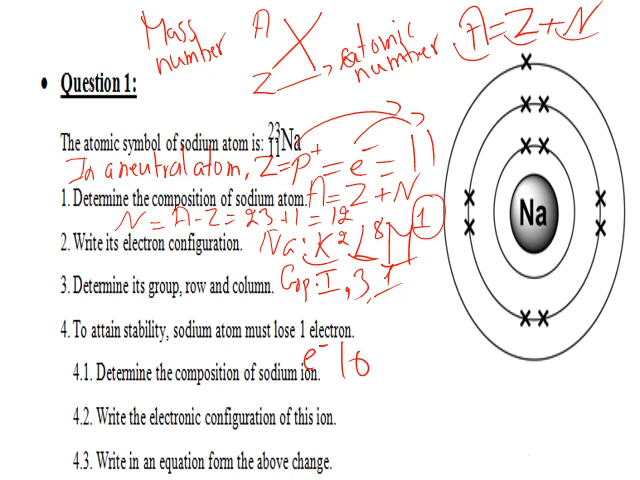 Mass number
A
X
Z
atomic number
A = Z + N
• Question 1:
The atomic symbol of sodium atom is: ²³₁₁Na
In a neutral atom, Z = p⁺ = e⁻ = 11
1. Determine the composition of sodium atom. A = Z + N
N = A - Z = 23 + 1 = 12
2. Write its electron configuration. Na: K² L⁸ M¹
3. Determine its group, row and column. Grp. I, 3, 1
4. To attain stability, sodium atom must lose 1 electron.
4.1. Determine the composition of sodium ion. e⁻ 10
4.2. Write the electronic configuration of this ion.
4.3. Write in an equation form the above change.
Na